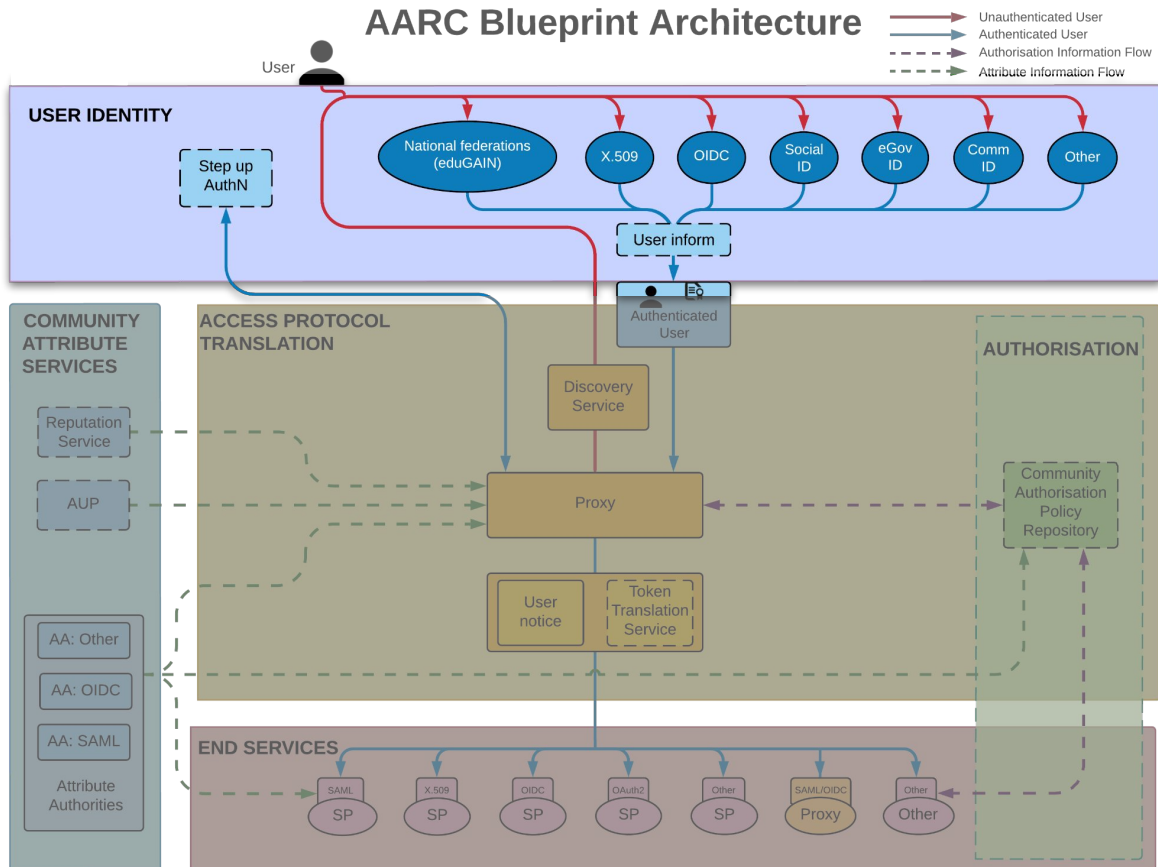 AARC Blueprint Architecture
Unauthenticated User
Authenticated User
Authorisation Information Flow
Attribute Information Flow
User
USER IDENTITY
Step up
AuthN
National federations
(eduGAIN)
X.509
OIDC
Social
ID
eGov
ID
Comm
ID
Other
User inform
Authenticated
User
COMMUNITY
ATTRIBUTE
SERVICES
Reputation
Service
AUP
AA: Other
AA: OIDC
AA: SAML
Attribute
Authorities
ACCESS PROTOCOL
TRANSLATION
Discovery
Service
Proxy
User
notice
Token
Translation
Service
AUTHORISATION
Community
Authorisation
Policy
Repository
END SERVICES
SAML
SP
X.509
SP
OIDC
SP
OAuth2
SP
Other
SP
SAML/OIDC
Proxy
Other
Other